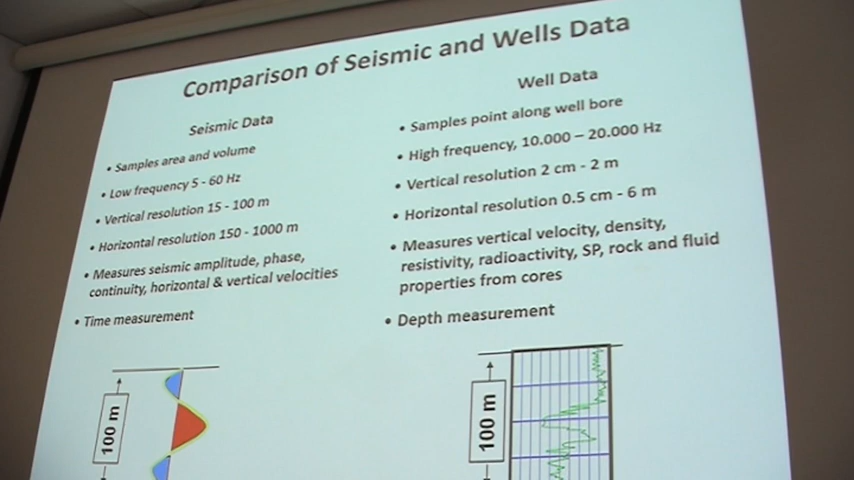 Comparison of Seismic and Wells Data
Seismic Data
• Samples area and volume
• Low frequency 5 - 60 Hz
• Vertical resolution 15 - 100 m
• Horizontal resolution 150 - 1000 m
• Measures seismic amplitude, phase,
continuity, horizontal & vertical velocities
• Time measurement
100 m
Well Data
• Samples point along well bore
• High frequency, 10.000 – 20.000 Hz
• Vertical resolution 2 cm - 2 m
• Horizontal resolution 0.5 cm - 6 m
• Measures vertical velocity, density,
resistivity, radioactivity, SP, rock and fluid
properties from cores
• Depth measurement
100 m